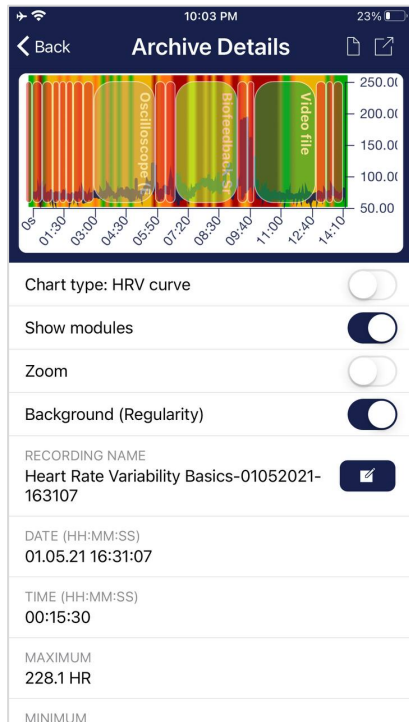 10:03 PM
23%
Back
Archive Details
Oscilloscope
Biofeedback
Video file
250.0
200.00
150.00
100.0
50.00
0s
01:30
03:00
04:30
05:50
07:20
08:30
09:40
11:00
12:40
14:10
Chart type: HRV curve
Show modules
Zoom
Background (Regularity)
RECORDING NAME
Heart Rate Variability Basics-01052021-
163107
DATE (HH:MM:SS)
01.05.21 16:31:07
TIME (HH:MM:SS)
00:15:30
MAXIMUM
228.1 HR
MINIMUM